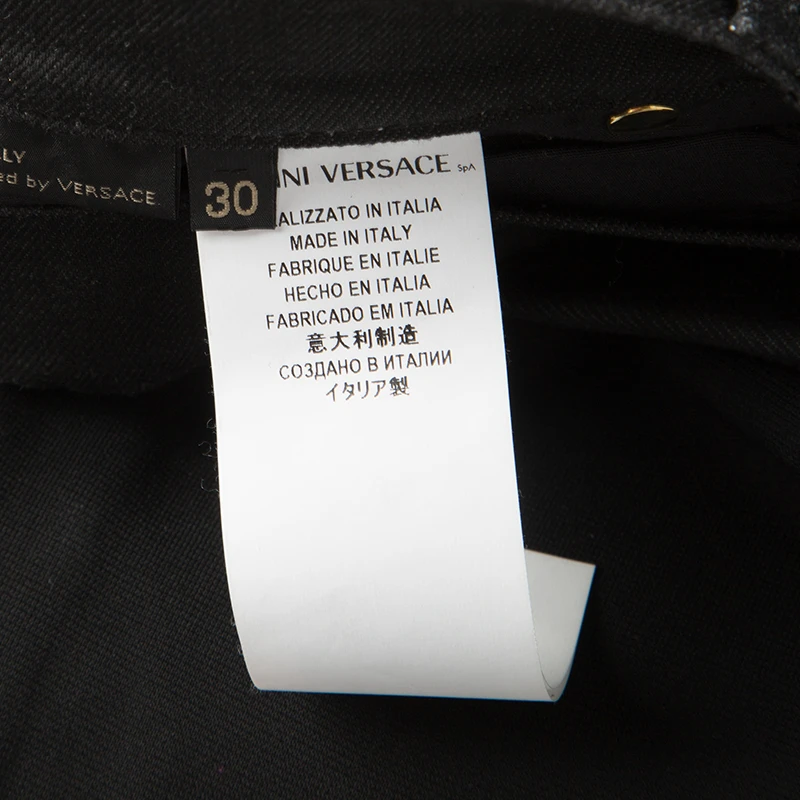 LLY
ed by VERSACE
30
NI VERSACE SpA
ALIZZATO IN ITALIA
MADE IN ITALY
FABRIQUE EN ITALIE
HECHO EN ITALIA
FABRICADO EM ITALIA
意大利制造
СОЗДАНО В ИТАЛИИ
イタリア製